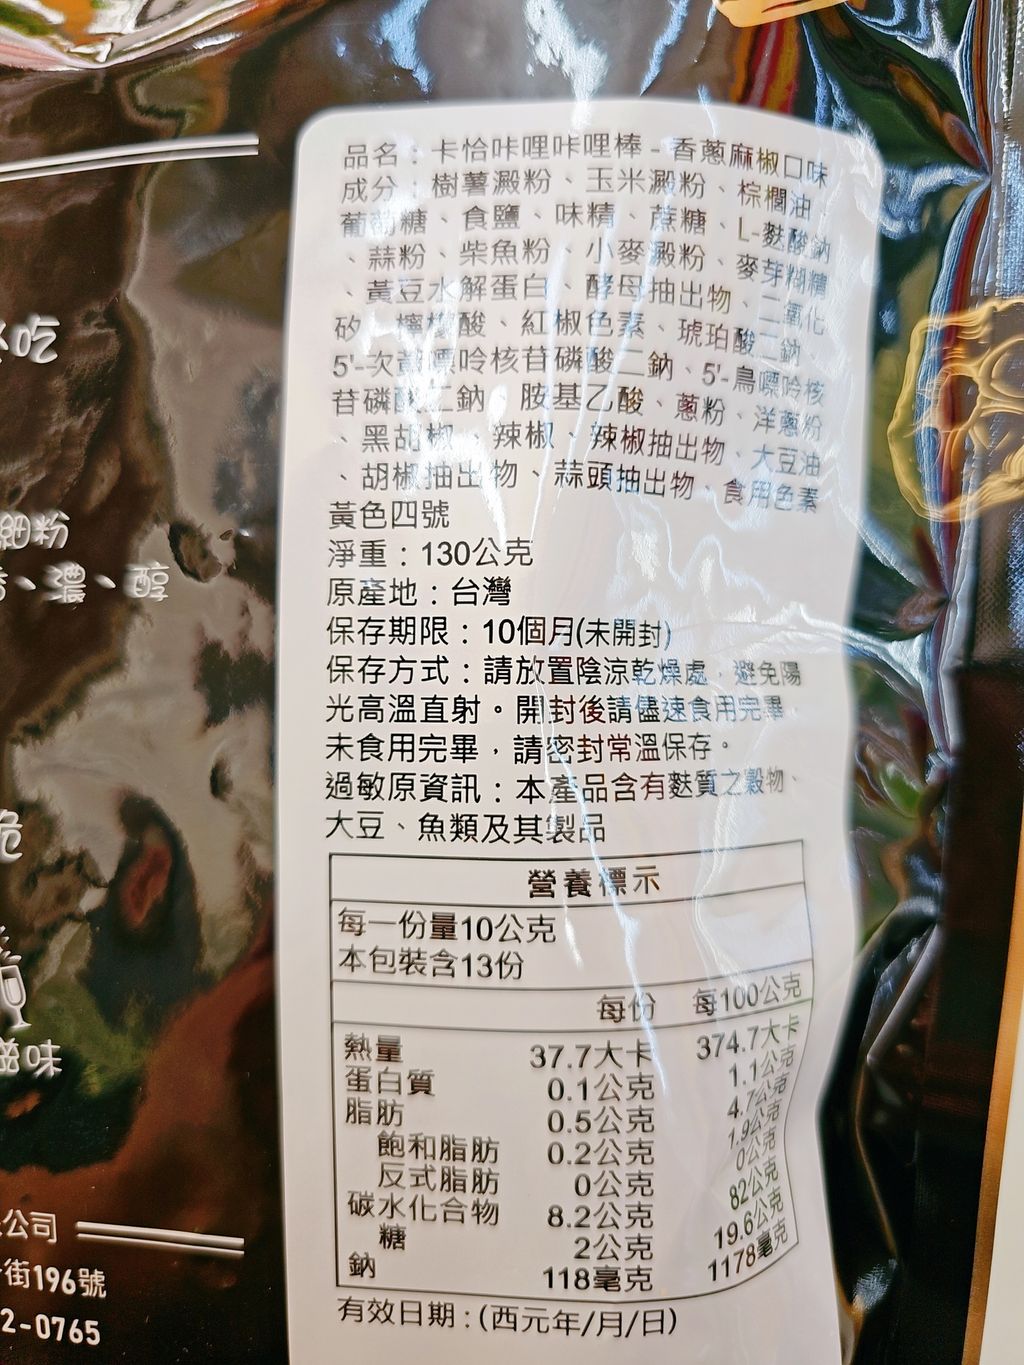 品名：卡恰咔哩咔哩棒-香蔥麻椒口味
成分：樹薯澱粉、玉米澱粉、棕櫚油、
葡萄糖、食鹽、味精、蔗糖、L-麩酸鈉
、蒜粉、柴魚粉、小麥澱粉、麥芽糊精
、黃豆水解蛋白、酵母抽出物、二氧化
矽、檸檬酸、紅椒色素、琥珀酸二鈉、
5'-次黃嘌呤核苷磷酸二鈉、5'-鳥嘌呤核
苷磷酸二鈉、胺基乙酸、蔥粉、洋蔥粉
、黑胡椒、辣椒、辣椒抽出物、大豆油
、胡椒抽出物、蒜頭抽出物、食用色素
黃色四號
淨重：130公克
原產地：台灣
保存期限：10個月(未開封)
保存方式：請放置陰涼乾燥處，避免陽
光高溫直射。開封後請儘速食用完畢，
未食用完畢，請密封常溫保存。
過敏原資訊：本產品含有麩質之穀物、
大豆、魚類及其製品
營養標示
每一份量10公克
本包裝含13份
每份 每100公克
熱量 37.7大卡 374.7大卡
蛋白質 0.1公克 1.1公克
脂肪 0.5公克 4.7公克
飽和脂肪 0.2公克 1.9公克
反式脂肪 0公克 0公克
碳水化合物 8.2公克 82公克
糖 2公克 19.6公克
鈉 118毫克 1178毫克
有效日期：(西元年/月/日)
吃
細粉
、濃、醇
味
公司
街196號
2-0765